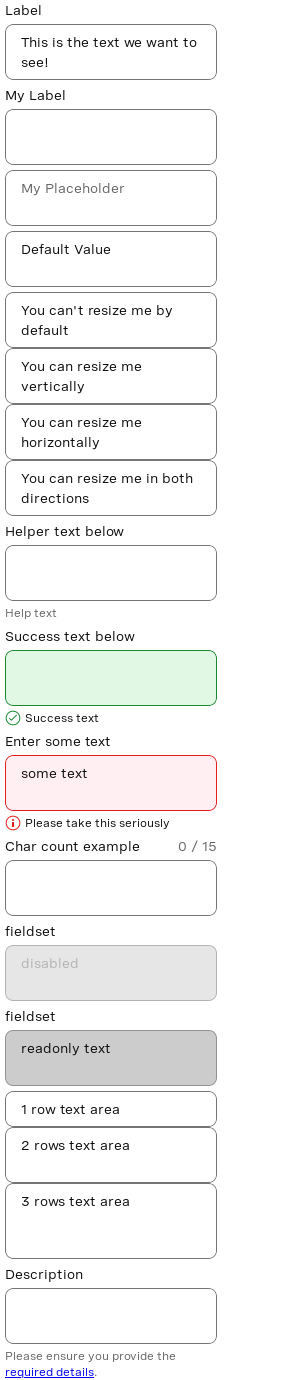 Label
This is the text we want to
see!
My Label
My Placeholder
Default Value
You can't resize me by
default
You can resize me
vertically
You can resize me
horizontally
You can resize me in both
directions
Helper text below
Help text
Success text below
Success text
Enter some text
some text
Please take this seriously
Char count example 0 / 15
fieldset
disabled
fieldset
readonly text
1 row text area
2 rows text area
3 rows text area
Description
Please ensure you provide the
required details.